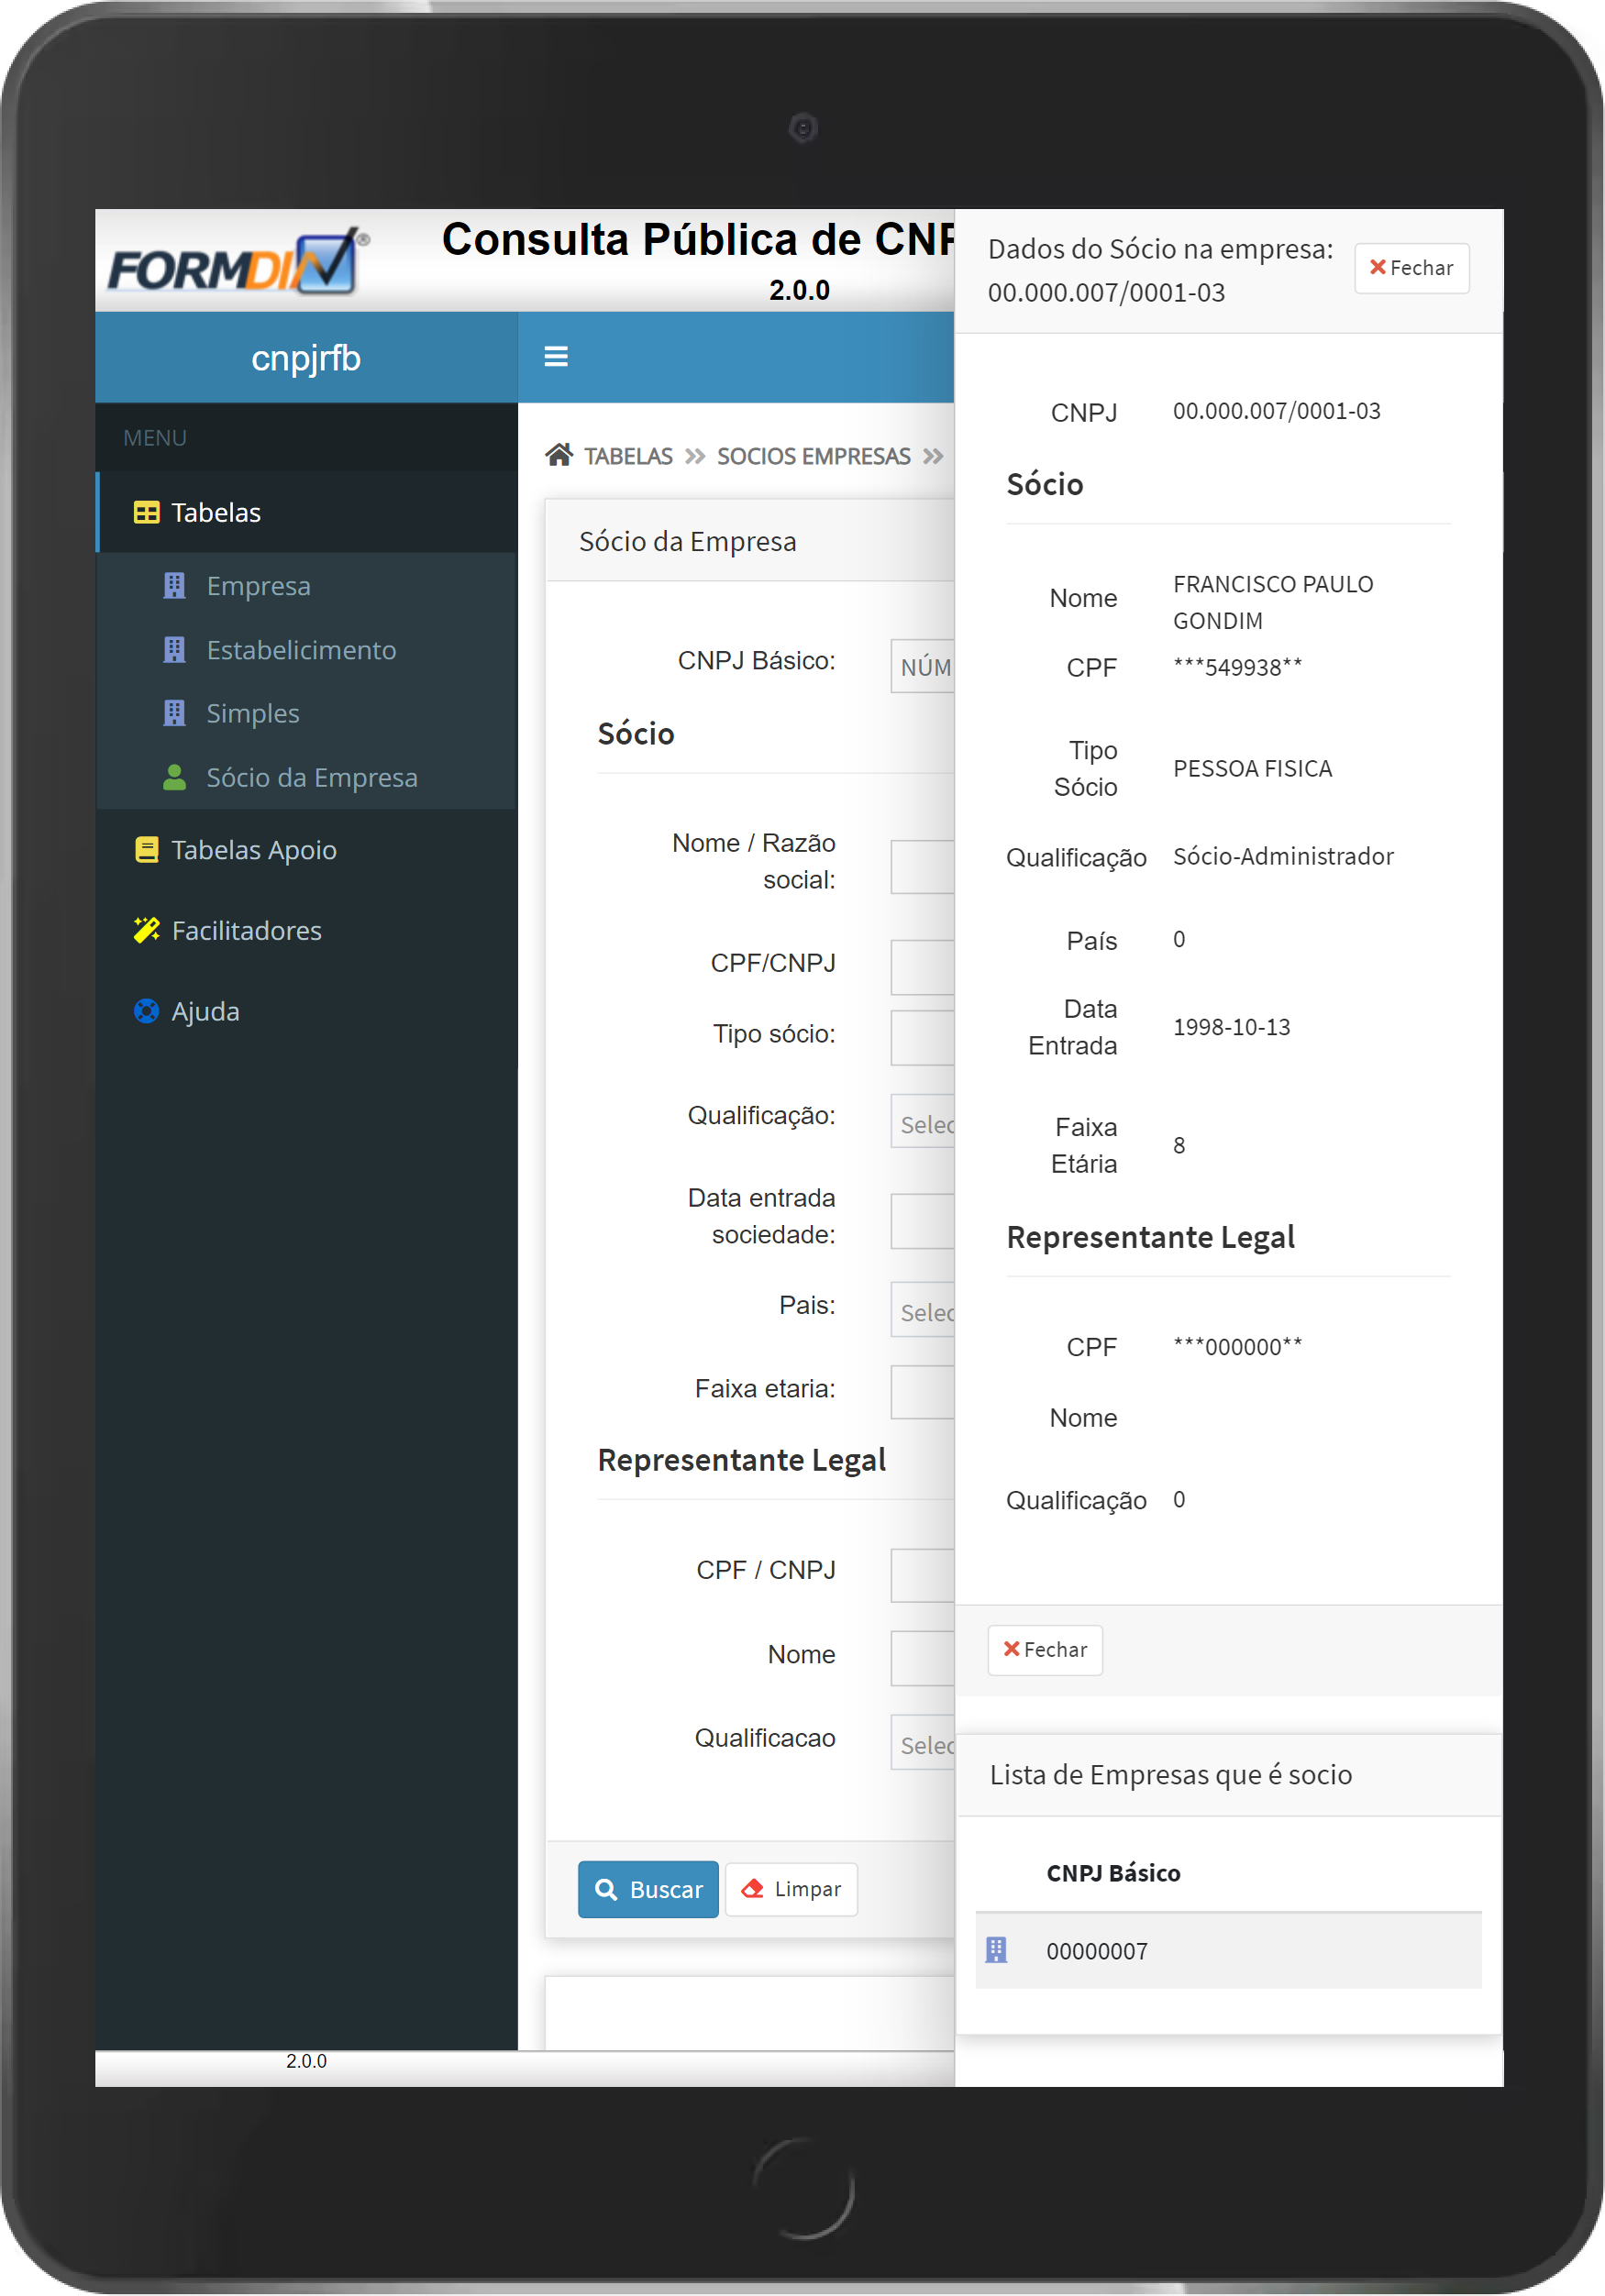 FORMDIN®
Consulta Pública de CNP
2.0.0
cnpjrfb
MENU
Tabelas
Empresa
Estabelicimento
Simples
Sócio da Empresa
Tabelas Apoio
Facilitadores
Ajuda
TABELAS » SOCIOS EMPRESAS »
Sócio da Empresa
CNPJ Básico: NÚM
Sócio
Nome / Razão
social:
CPF/CNPJ
Tipo sócio:
Qualificação: Selec
Data entrada
sociedade:
Pais: Selec
Faixa etaria:
Representante Legal
CPF / CNPJ
Nome
Qualificacao Selec
Buscar Limpar
2.0.0
Dados do Sócio na empresa:
00.000.007/0001-03
Fechar
CNPJ 00.000.007/0001-03
Sócio
Nome FRANCISCO PAULO
GONDIM
CPF ***549938**
Tipo
Sócio PESSOA FISICA
Qualificação Sócio-Administrador
País 0
Data
Entrada 1998-10-13
Faixa
Etária 8
Representante Legal
CPF ***000000**
Nome
Qualificação 0
Fechar
Lista de Empresas que é socio
CNPJ Básico
00000007